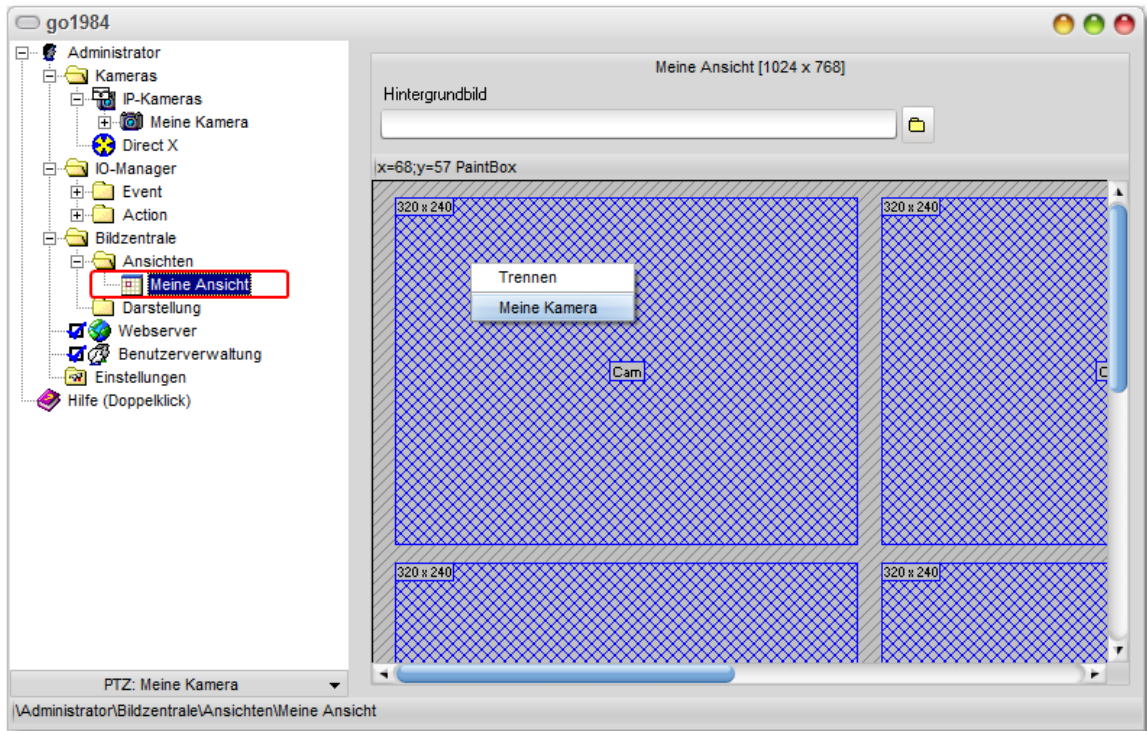 go1984
Administrator
Kameras
IP-Kameras
Meine Kamera
Direct X
IO-Manager
Event
Action
Bildzentrale
Ansichten
Meine Ansicht
Darstellung
Webserver
Benutzerverwaltung
Einstellungen
Hilfe (Doppelklick)
PTZ: Meine Kamera
Meine Ansicht [1024 x 768]
Hintergrundbild
x=68;y=57 PaintBox
320 x 240
320 x 240
Trennen
Meine Kamera
Cam
C
320 x 240
320 x 240
\Administrator\Bildzentrale\Ansichten\Meine Ansicht